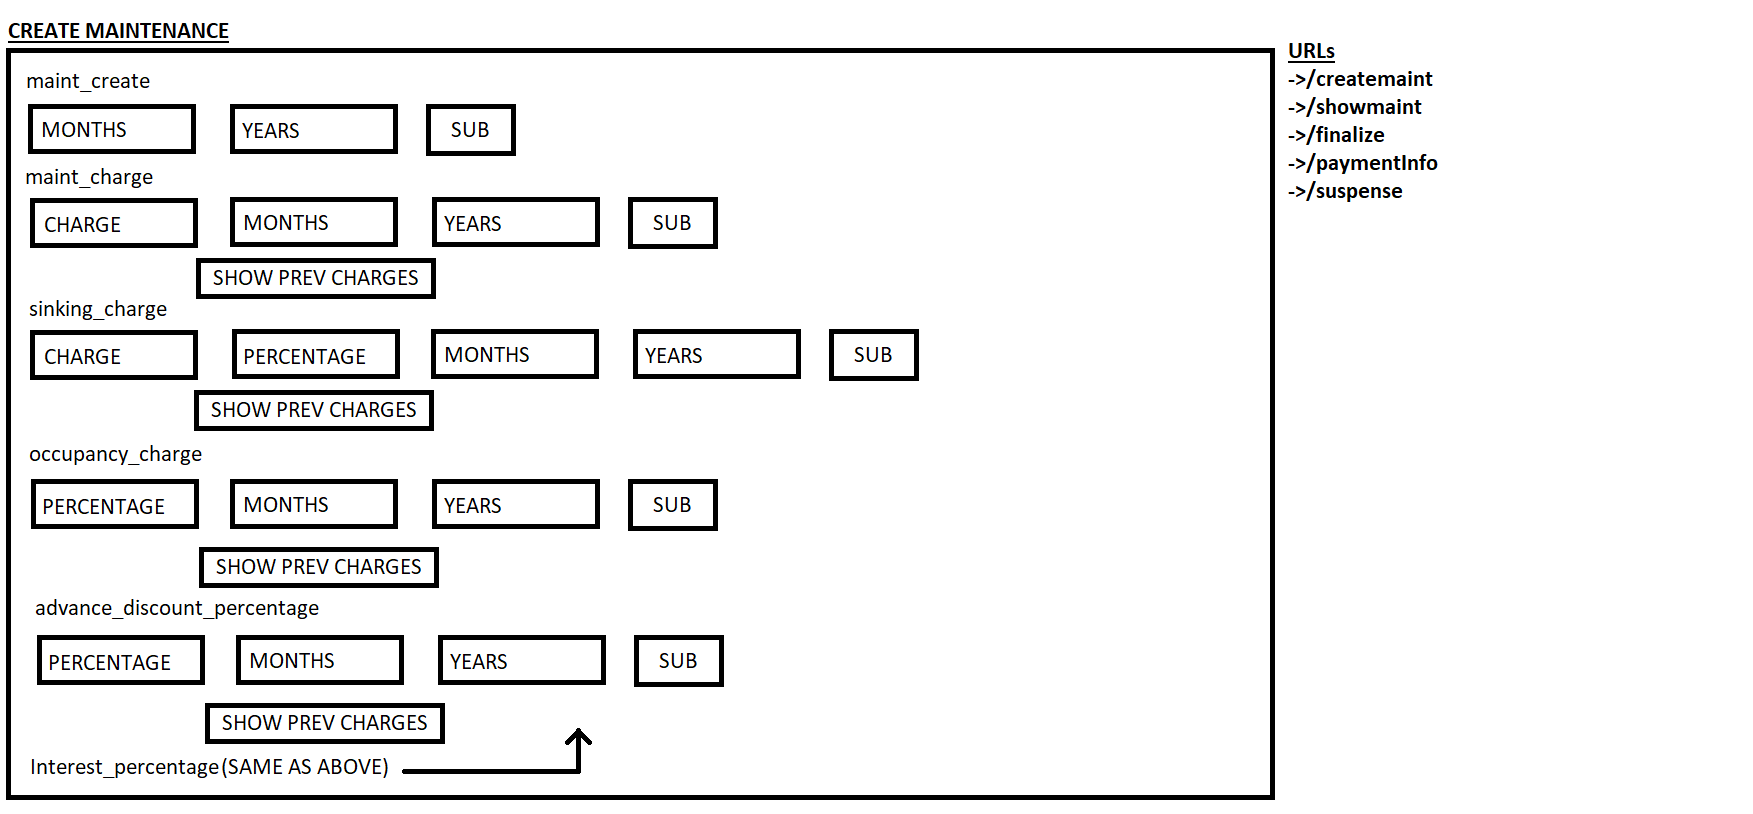 CREATE MAINTENANCE
maint_create
MONTHS YEARS SUB
maint_charge
CHARGE MONTHS YEARS SUB
SHOW PREV CHARGES
sinking_charge
CHARGE PERCENTAGE MONTHS YEARS SUB
SHOW PREV CHARGES
occupancy_charge
PERCENTAGE MONTHS YEARS SUB
SHOW PREV CHARGES
advance_discount_percentage
PERCENTAGE MONTHS YEARS SUB
SHOW PREV CHARGES
Interest_percentage(SAME AS ABOVE)
URLs
->/createmaint
->/showmaint
->/finalize
->/paymentInfo
->/suspense